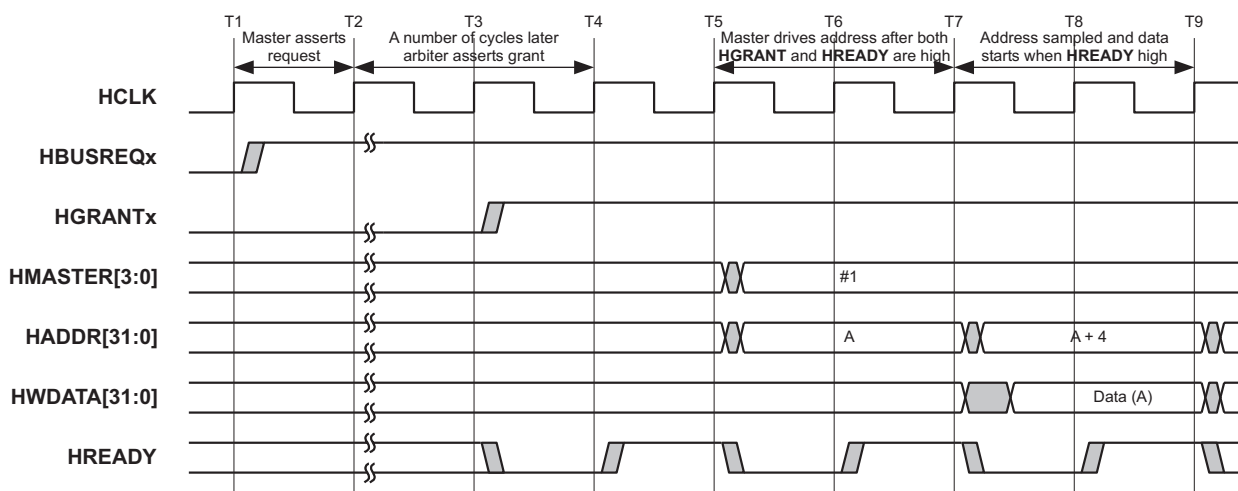 T1 T2 T3 T4 T5 T6 T7 T8 T9
Master asserts
request
A number of cycles later
arbiter asserts grant
Master drives address after both
HGRANT and HREADY are high
Address sampled and data
starts when HREADY high
HCLK
HBUSREQx
HGRANTx
HMASTER[3:0] #1
HADDR[31:0] A A + 4
HWDATA[31:0] Data (A)
HREADY